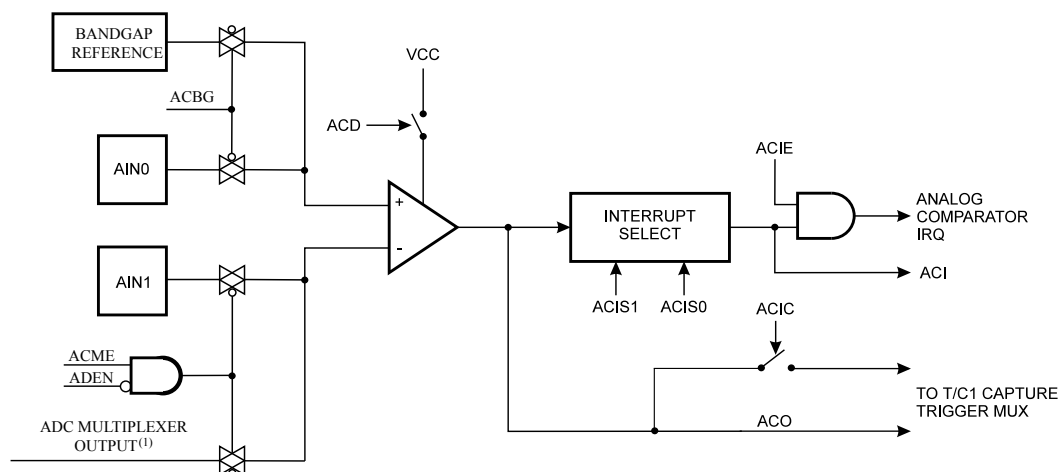 BANDGAP
REFERENCE
VCC
ACBG
ACD
AIN0
ACIE
+
INTERRUPT
SELECT
ANALOG
COMPARATOR
IRQ
-
AIN1
ACI
ACIS1
ACIS0
ACIC
ACME
ADEN
TO T/C1 CAPTURE
TRIGGER MUX
ADC MULTIPLEXER
OUTPUT(1)
ACO